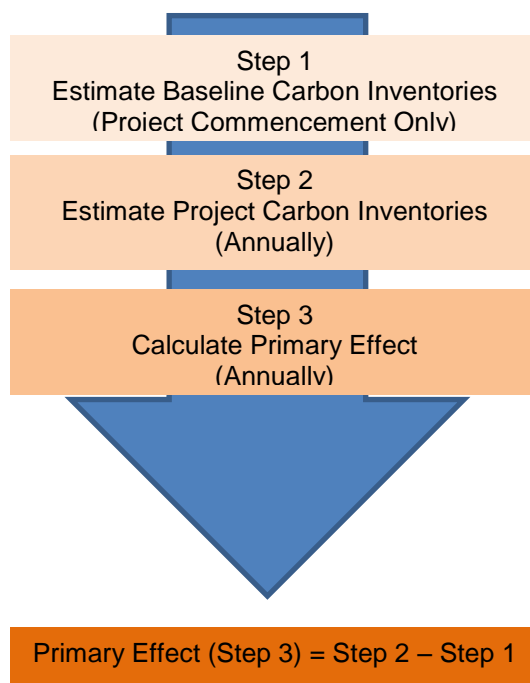 Step 1
Estimate Baseline Carbon Inventories
(Project Commencement Only)
Step 2
Estimate Project Carbon Inventories
(Annually)
Step 3
Calculate Primary Effect
(Annually)
Primary Effect (Step 3) = Step 2 – Step 1